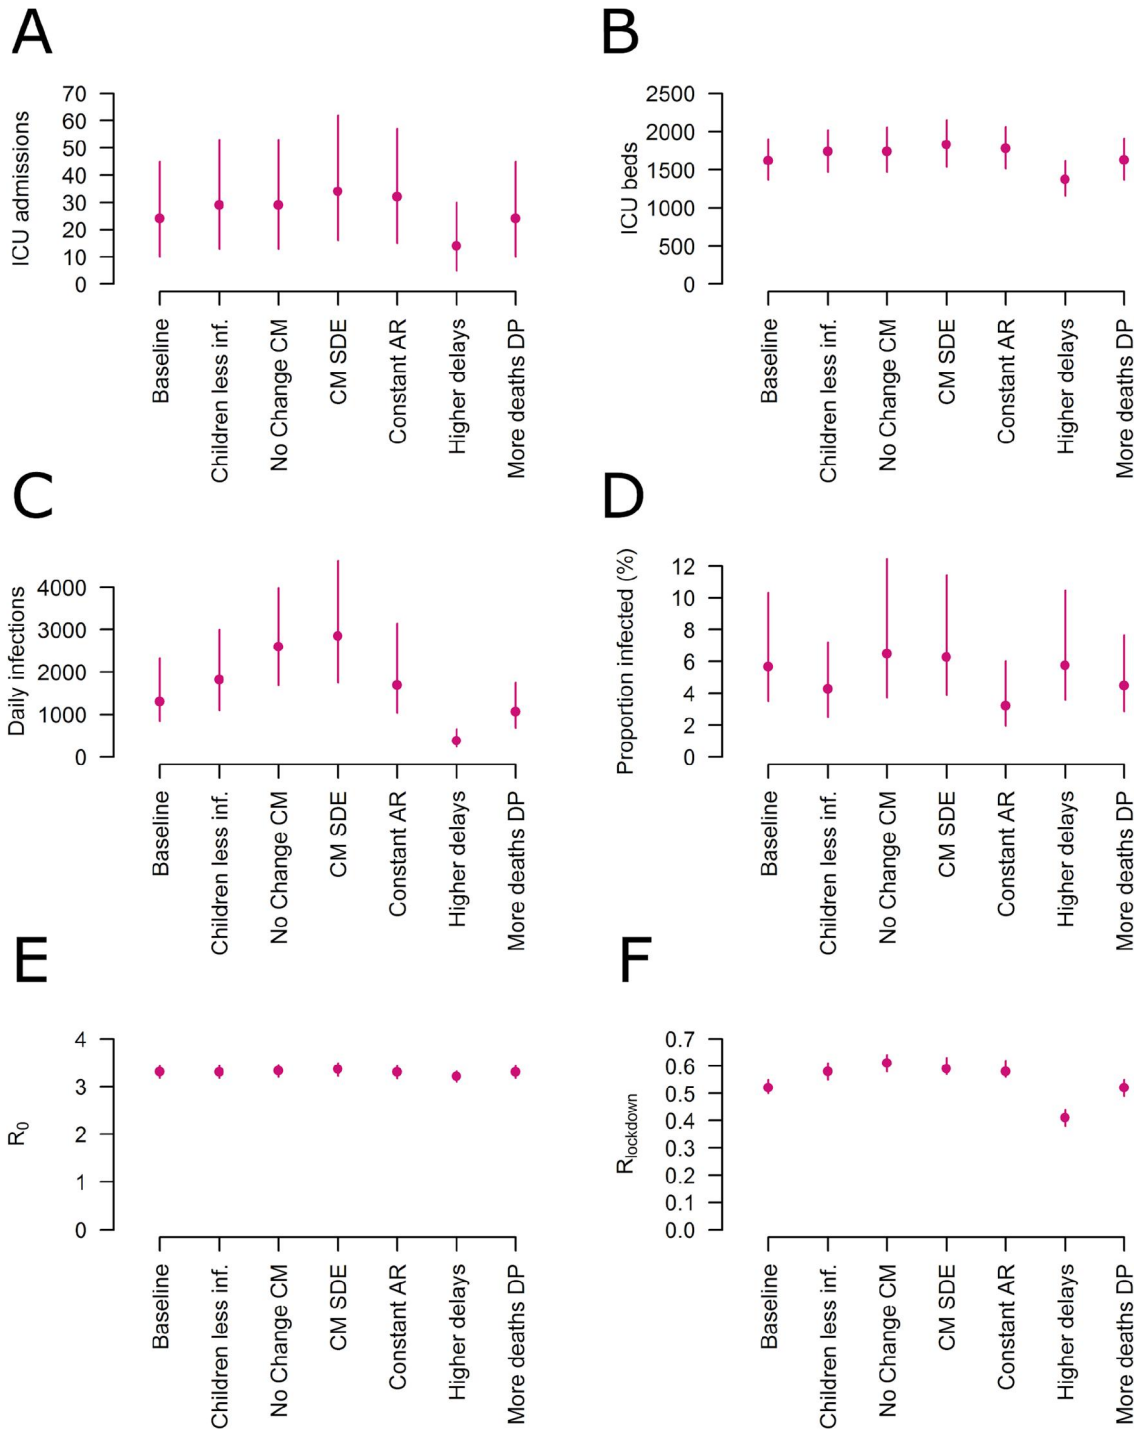 A
ICU admissions
70
60
50
40
30
20
10
0
Baseline
Children less inf.
No Change CM
CM SDE
Constant AR
Higher delays
More deaths DP
B
ICU beds
2500
2000
1500
1000
500
0
Baseline
Children less inf.
No Change CM
CM SDE
Constant AR
Higher delays
More deaths DP
C
Daily infections
4000
3000
2000
1000
0
Baseline
Children less inf.
No Change CM
CM SDE
Constant AR
Higher delays
More deaths DP
D
Proportion infected (%)
12
10
8
6
4
2
0
Baseline
Children less inf.
No Change CM
CM SDE
Constant AR
Higher delays
More deaths DP
E
R0
4
3
2
1
0
Baseline
Children less inf.
No Change CM
CM SDE
Constant AR
Higher delays
More deaths DP
F
Rlockdown
0.7
0.6
0.5
0.4
0.3
0.2
0.1
0.0
Baseline
Children less inf.
No Change CM
CM SDE
Constant AR
Higher delays
More deaths DP